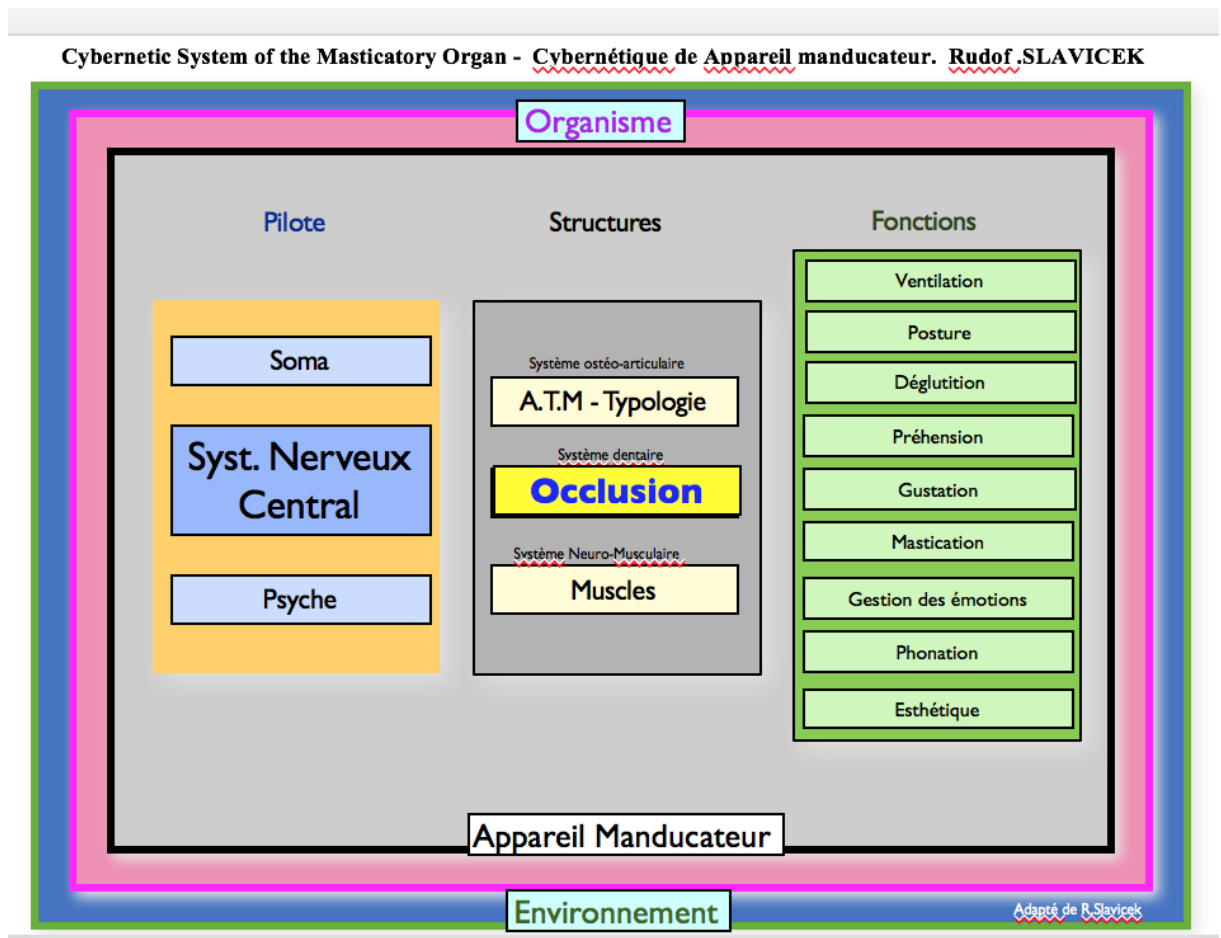 Cybernetic System of the Masticatory Organ - Cybernétique de Appareil manducateur. Rudof .SLAVICEK
Organisme
Pilote
Structures
Fonctions
Soma
Syst. Nerveux
Central
Psyche
Système ostéo-articulaire
A.T.M - Typologie
Système dentaire
Occlusion
Système Neuro-Musculaire
Muscles
Ventilation
Posture
Déglutition
Préhension
Gustation
Mastication
Gestion des émotions
Phonation
Esthétique
Appareil Manducateur
Environnement
Adapté de R.Slavicek